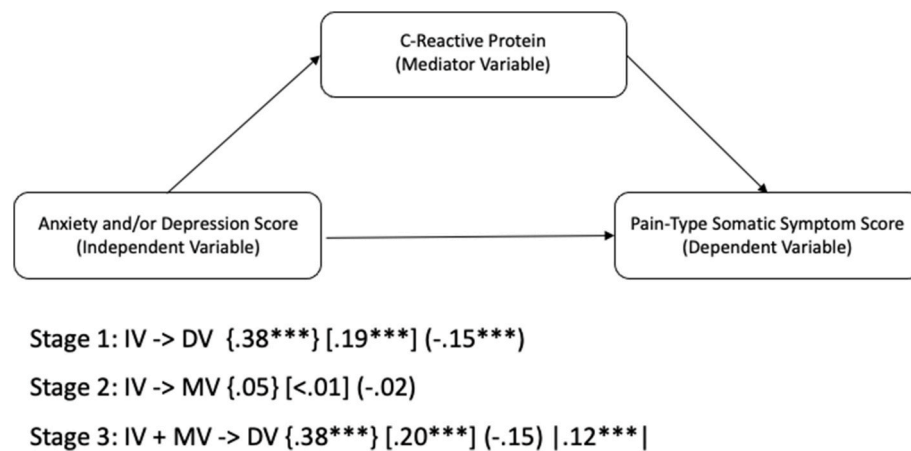 C-Reactive Protein
(Mediator Variable)
Anxiety and/or Depression Score
(Independent Variable)
Pain-Type Somatic Symptom Score
(Dependent Variable)
Stage 1: IV -> DV {.38***} [.19***] (-.15***)
Stage 2: IV -> MV {.05} [<.01] (-.02)
Stage 3: IV + MV -> DV {.38***} [.20***] (-.15) |.12***|